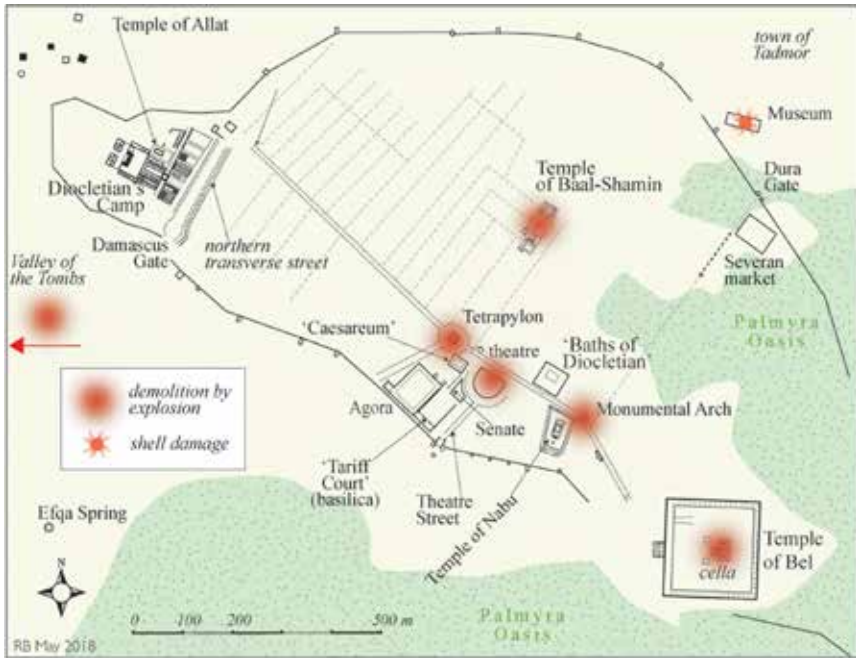 Temple of Allat
town of
Tadmor
Museum
Dura
Gate
Temple
of Baal-Shamin
Diocletian's
Camp
Damascus
Gate
northern
transverse street
Severan
market
Valley
of the Tombs
Palmyra
Oasis
Tetrapylon
'Caesareum'
theatre
'Baths of
Diocletian'
demolition by
explosion
shell damage
Agora
Monumental Arch
Senate
'Tariff
Court'
(basilica)
Theatre
Street
Temple of Nabu
Efqa Spring
Temple
of Bel
cella
N
0 100 200 500 m
Palmyra
Oasis
RB May 2018